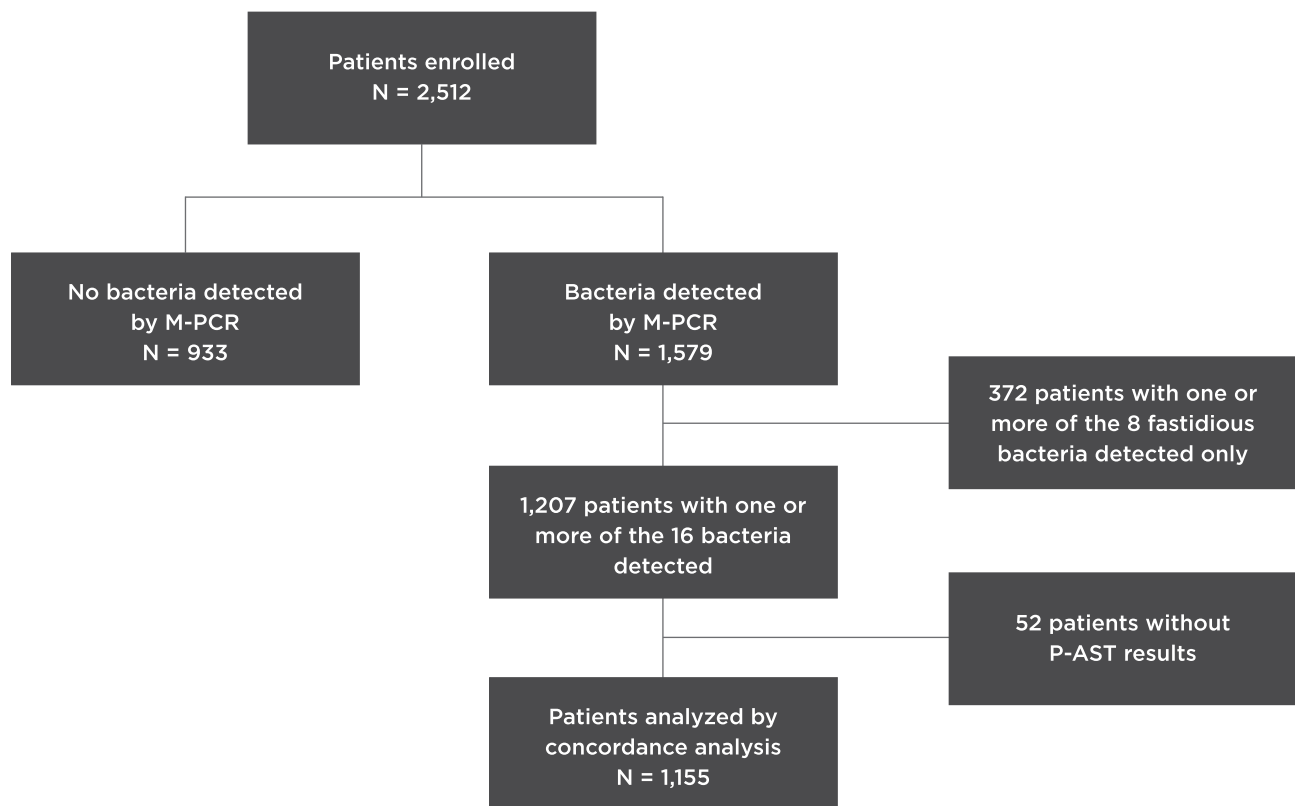 Patients enrolled
N = 2,512
No bacteria detected
by M-PCR
N = 933
Bacteria detected
by M-PCR
N = 1,579
372 patients with one or
more of the 8 fastidious
bacteria detected only
1,207 patients with one or
more of the 16 bacteria
detected
52 patients without
P-AST results
Patients analyzed by
concordance analysis
N = 1,155